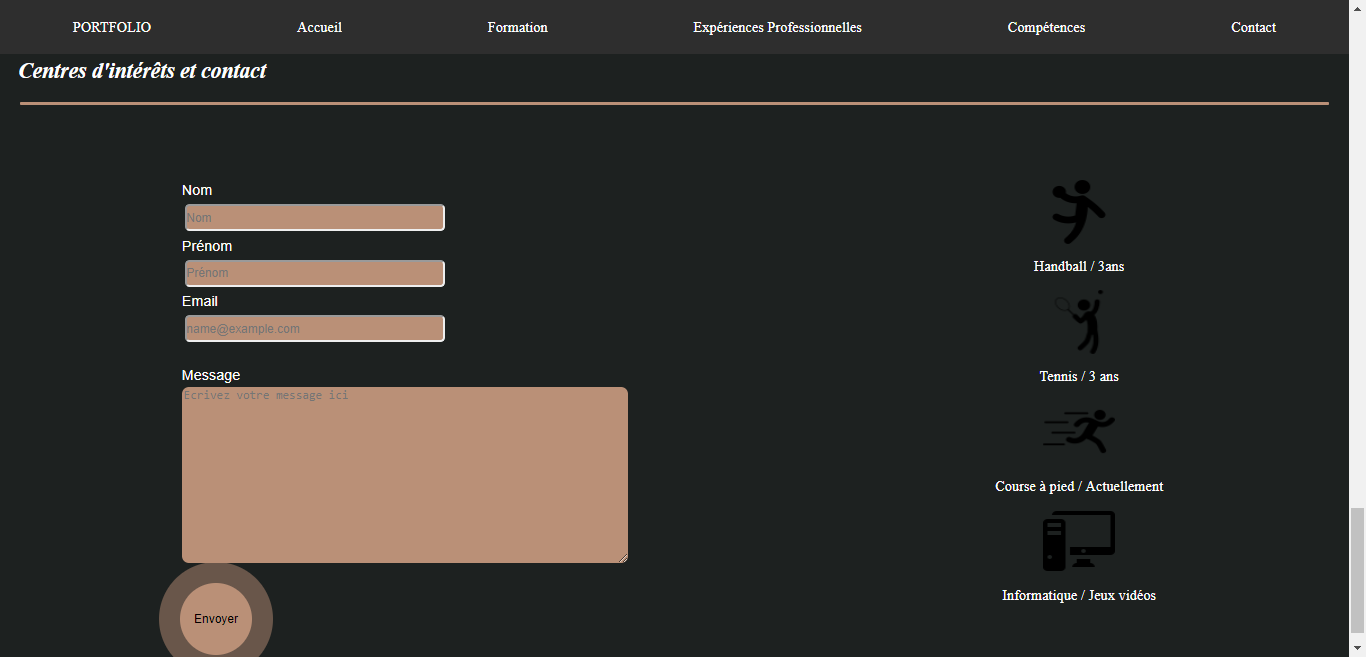 PORTFOLIO Accueil Formation Expériences Professionnelles Compétences Contact
Centres d'intérêts et contact
Nom
Nom
Prénom
Prénom
Email
name@example.com
Message
Ecrivez votre message ici
Envoyer
Handball / 3ans
Tennis / 3 ans
Course à pied / Actuellement
Informatique / Jeux vidéos